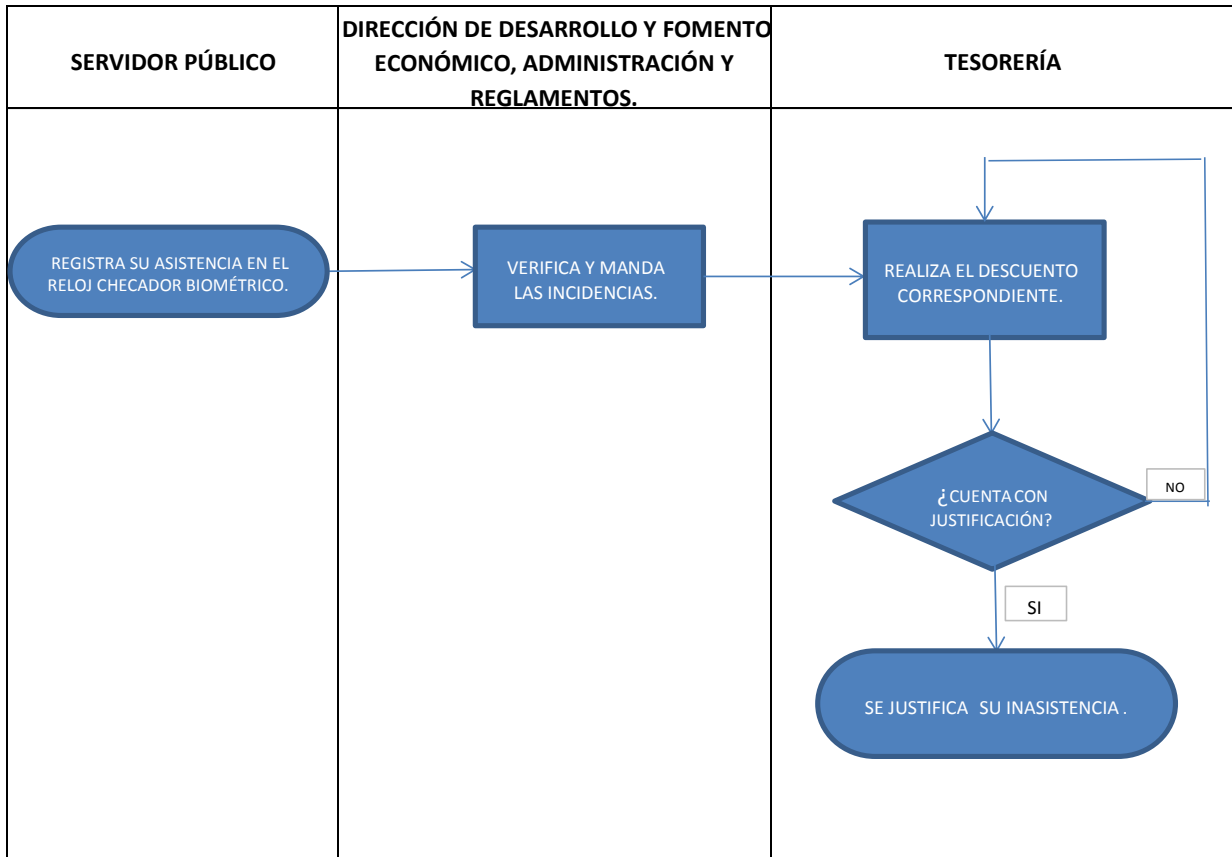 SERVIDOR PÚBLICO
DIRECCIÓN DE DESARROLLO Y FOMENTO
ECONÓMICO, ADMINISTRACIÓN Y
REGLAMENTOS.
TESORERÍA
REGISTRA SU ASISTENCIA EN EL
RELOJ CHECADOR BIOMÉTRICO.
VERIFICA Y MANDA
LAS INCIDENCIAS.
REALIZA EL DESCUENTO
CORRESPONDIENTE.
¿CUENTA CON
JUSTIFICACIÓN?
NO
SI
SE JUSTIFICA SU INASISTENCIA .